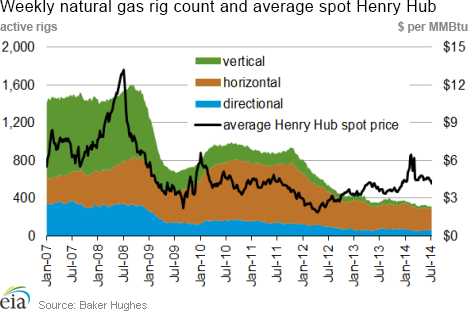 Weekly natural gas rig count and average spot Henry Hub
active rigs $ per MMBtu
2,000 $15
1,600 $12
1,200 $9
800 $6
400 $3
0 $0
vertical
horizontal
directional
average Henry Hub spot price
Jan-07 Jul-07 Jan-08 Jul-08 Jan-09 Jul-09 Jan-10 Jul-10 Jan-11 Jul-11 Jan-12 Jul-12 Jan-13 Jul-13 Jan-14 Jul-14
eia Source: Baker Hughes